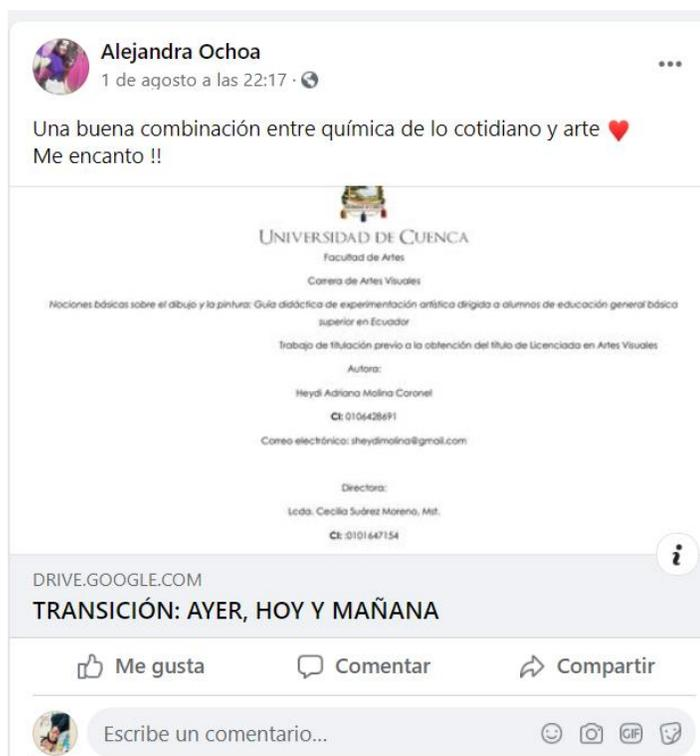 Alejandra Ochoa
1 de agosto a las 22:17 ·
Una buena combinación entre química de lo cotidiano y arte ♥
Me encanto !!
UNIVERSIDAD DE CUENCA
Facultad de Artes
Carrera de Artes Visuales
Nociones básicas sobre el dibujo y la pintura: Guía didáctica de experimentación artística dirigida a alumnos de educación general básica
superior en Ecuador
Trabajo de titulación previo a la obtención del título de Licenciada en Artes Visuales
Autora:
Heydi Adriana Molina Coronel
CI: 0106428691
Correo electrónico: sheydimolina@gmail.com
Directora:
Lcda. Cecilia Suárez Moreno, Mst.
CI: :0101647154
DRIVE.GOOGLE.COM
TRANSICIÓN: AYER, HOY Y MAÑANA
Me gusta
Comentar
Compartir
Escribe un comentario...
GIF